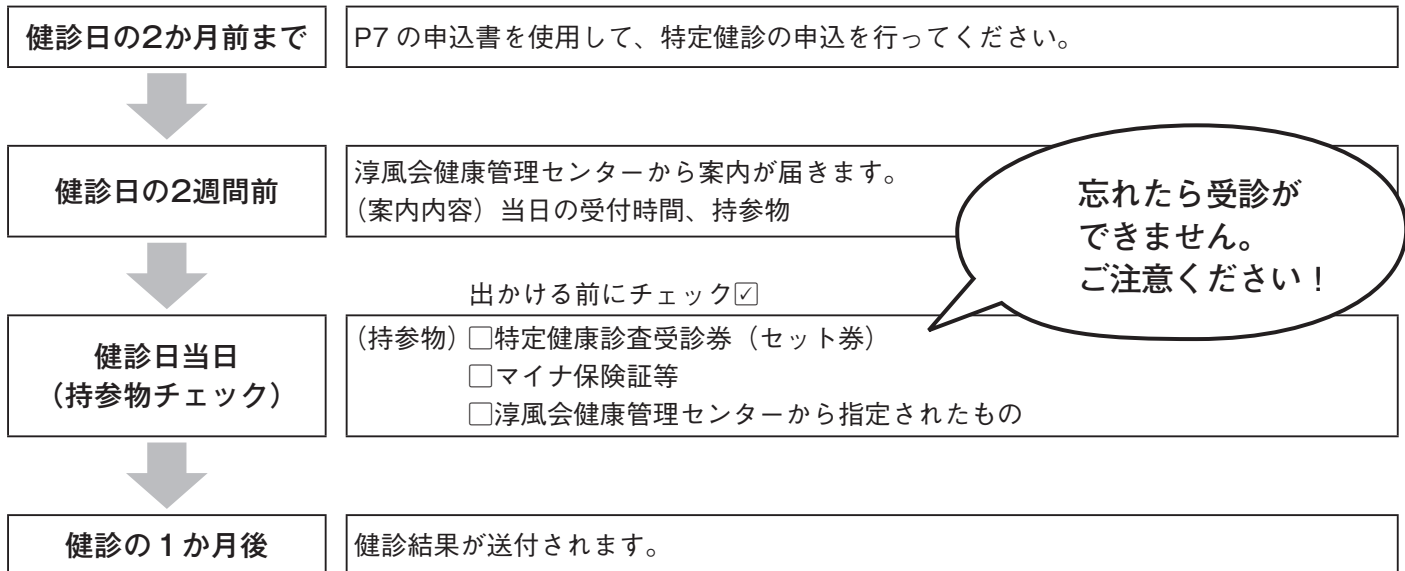 健診日の2か月前まで
P7 の申込書を使用して、特定健診の申込を行ってください。
健診日の2週間前
淳風会健康管理センターから案内が届きます。
（案内内容）当日の受付時間、持参物
忘れたら受診が
できません。
ご注意ください！
出かける前にチェック☑
健診日当日
（持参物チェック）
（持参物）□特定健康診査受診券（セット券）
□マイナ保険証等
□淳風会健康管理センターから指定されたもの
健診の１か月後
健診結果が送付されます。